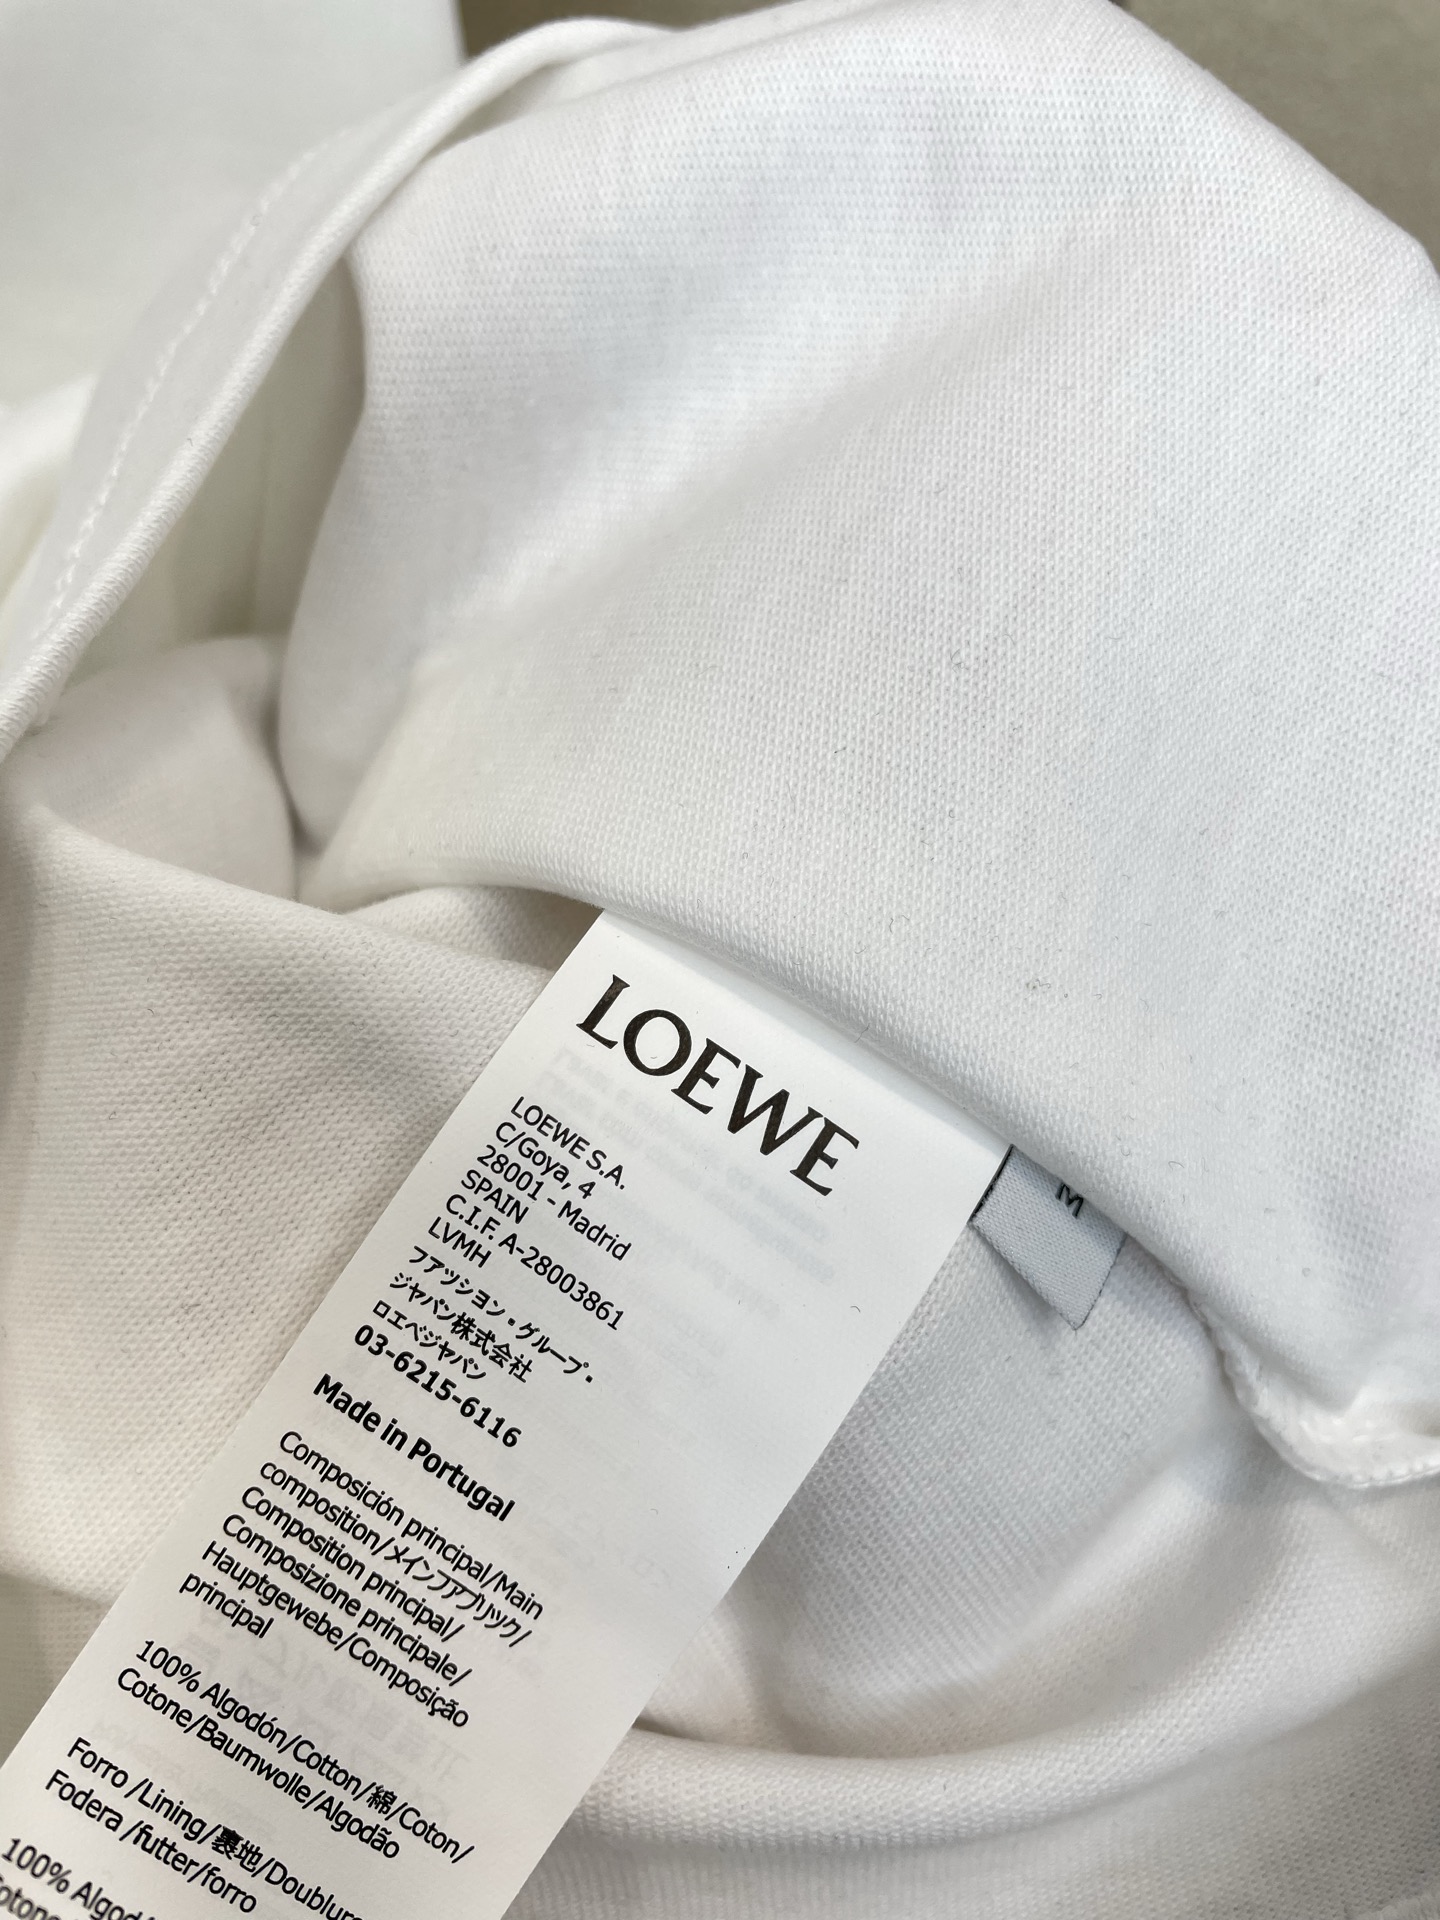 LOEWE
M
LOEWE S.A.
C/Goya, 4
28001 - Madrid
SPAIN
C.I.F. A-28003861
LVMH
ファッション・グループ・
ジャパン株式会社
ロエベジャパン
03-6215-6116
Made in Portugal
Composición principal/Main
composition/メインファブリック/
Composition principal/
Composizione principale/
Hauptgewebe/Composição
principal
100% Algodón/Cotton/綿/Coton/
Cotone/Baumwolle/Algodão
Forro /Lining/裏地/Doublure
Fodera /futter/forro
100%